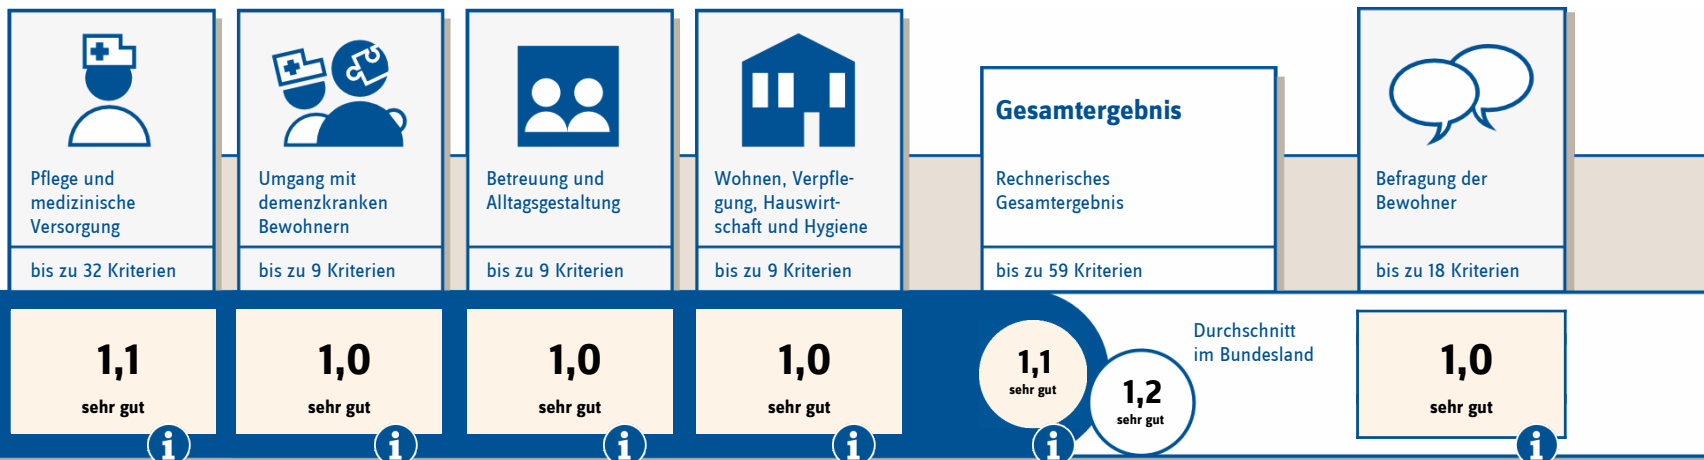 Pflege und
medizinische
Versorgung
bis zu 32 Kriterien
1,1
sehr gut
i
Umgang mit
demenzkranken
Bewohnern
bis zu 9 Kriterien
1,0
sehr gut
i
Betreuung und
Alltagsgestaltung
bis zu 9 Kriterien
1,0
sehr gut
i
Wohnen, Verpfle-
gung, Hauswirt-
schaft und Hygiene
bis zu 9 Kriterien
1,0
sehr gut
i
Gesamtergebnis
Rechnerisches
Gesamtergebnis
bis zu 59 Kriterien
1,1
sehr gut
i
Durchschnitt
im Bundesland
1,2
sehr gut
Befragung der
Bewohner
bis zu 18 Kriterien
1,0
sehr gut
i